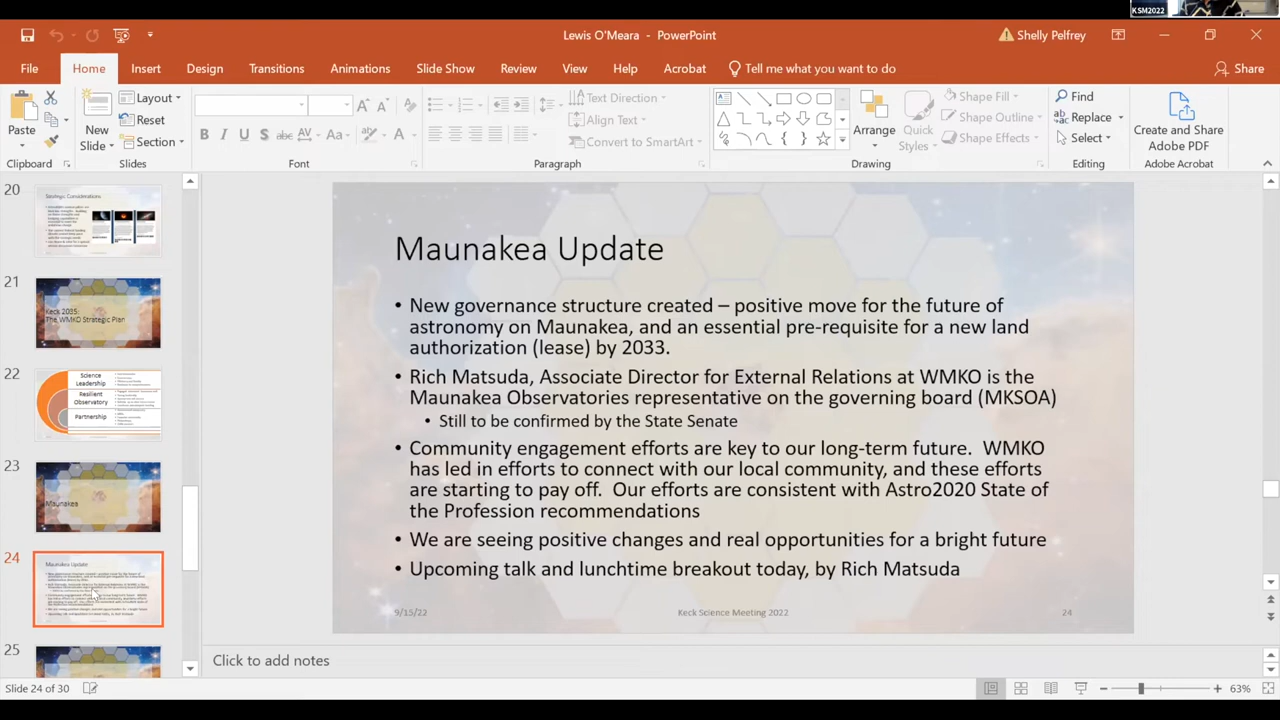 KSM2022
Lewis O'Meara - PowerPoint
Shelly Pelfrey
File Home Insert Design Transitions Animations Slide Show Review View Help Acrobat Tell me what you want to do Share
Paste
Clipboard
New
Slide
Layout
Reset
Section
Slides
B I U S abc AV Aa A
Font
Text Direction
Align Text
Convert to SmartArt
Paragraph
Arrange
Quick
Styles
Shape Fill
Shape Outline
Shape Effects
Drawing
Find
Replace
Select
Editing
Create and Share
Adobe PDF
Adobe Acrobat
20
Strategic Considerations
21
Keck 2035:
The WMKO Strategic Plan
22
Science
Leadership
Resilient
Observatory
Partnership
23
Maunakea
24
Maunakea Update
25
Maunakea Update
• New governance structure created – positive move for the future of
astronomy on Maunakea, and an essential pre-requisite for a new land
authorization (lease) by 2033.
• Rich Matsuda, Associate Director for External Relations at WMKO is the
Maunakea Observatories representative on the governing board (MKSOA)
• Still to be confirmed by the State Senate
• Community engagement efforts are key to our long-term future. WMKO
has led in efforts to connect with our local community, and these efforts
are starting to pay off. Our efforts are consistent with Astro2020 State of
the Profession recommendations
• We are seeing positive changes and real opportunities for a bright future
• Upcoming talk and lunchtime breakout today, by Rich Matsuda
9/15/22 Keck Science Meeting 2022 24
Click to add notes
Slide 24 of 30
63%